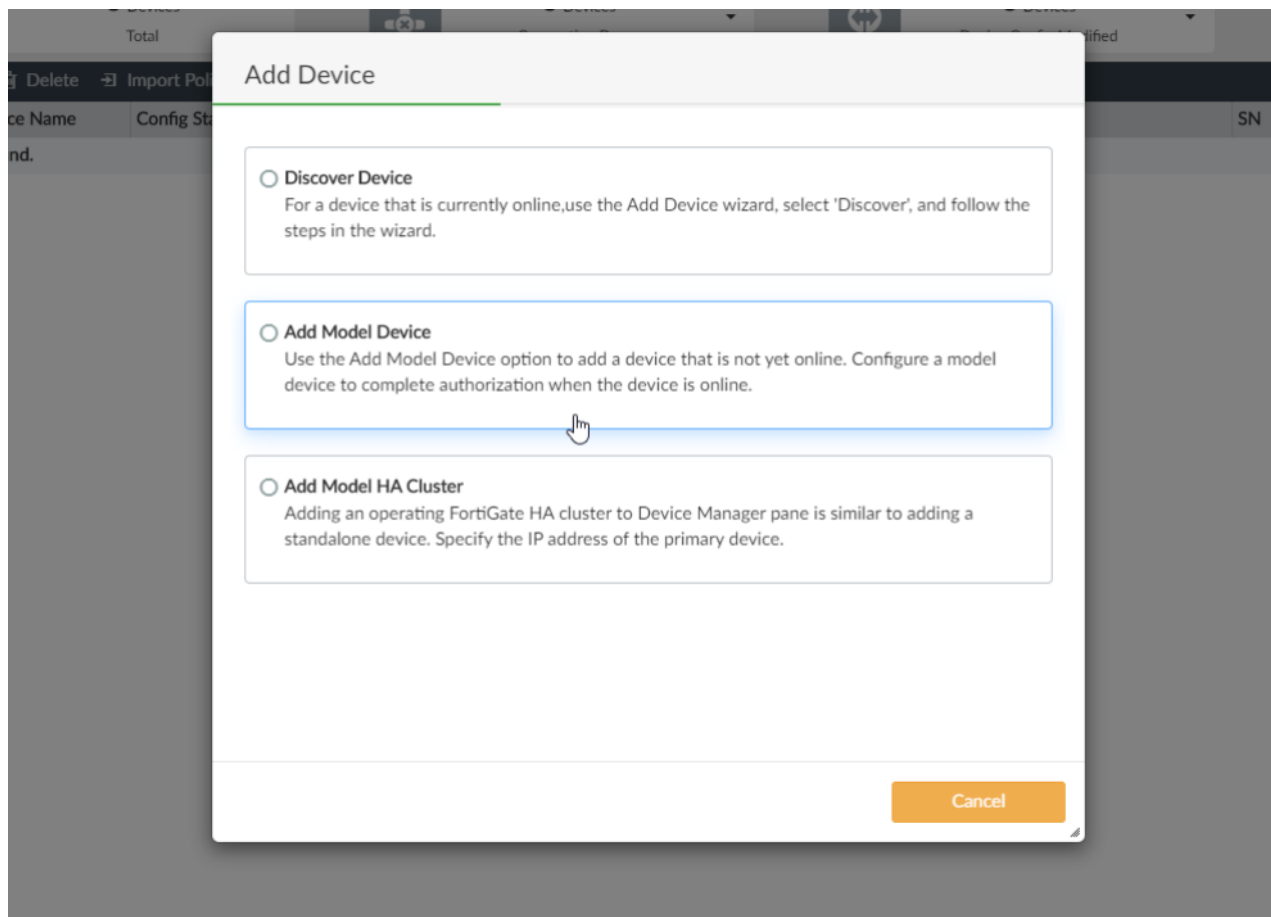 Total
Add Device
Delete
Import Poli
ce Name
Config Sta
SN
nd.
Discover Device
For a device that is currently online,use the Add Device wizard, select 'Discover', and follow the
steps in the wizard.
Add Model Device
Use the Add Model Device option to add a device that is not yet online. Configure a model
device to complete authorization when the device is online.
Add Model HA Cluster
Adding an operating FortiGate HA cluster to Device Manager pane is similar to adding a
standalone device. Specify the IP address of the primary device.
Cancel